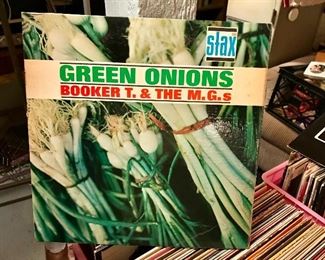 stax
GREEN ONIONS
BOOKER T. & THE M.G.s